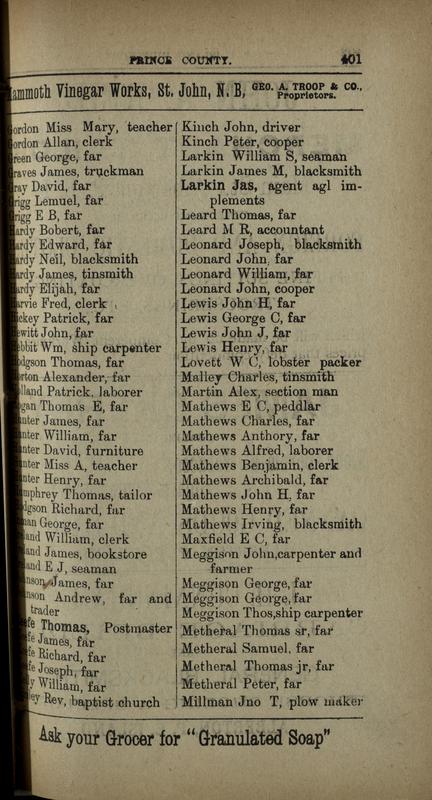 PRINCE COUNTY. 401
ammoth Vinegar Works, St. John, N. B, GEO. A. TROOP & CO., Proprietors.
ordon Miss Mary, teacher
ordon Allan, clerk
reen George, far
raves James, truckman
ray David, far
rigg Lemuel, far
rigg E B, far
ardy Bobert, far
ardy Edward, far
ardy Neil, blacksmith
ardy James, tinsmith
ardy Elijah, far
arvie Fred, clerk
ickey Patrick, far
ewitt John, far
ebbit Wm, ship carpenter
odgson Thomas, far
orton Alexander, far
lland Patrick, laborer
gan Thomas E, far
nter James, far
nter William, far
nter David, furniture
nter Miss A, teacher
nter Henry, far
mphrey Thomas, tailor
dgson Richard, far
an George, far
and William, clerk
and James, bookstore
and E J, seaman
nson James, far
nson Andrew, far and
trader
fe Thomas, Postmaster
fe James, far
fe Richard, far
fe Joseph, far
y William, far
ey Rev, baptist church
Kinch John, driver
Kinch Peter, cooper
Larkin William S, seaman
Larkin James M, blacksmith
Larkin Jas, agent agl im-
plements
Leard Thomas, far
Leard M R, accountant
Leonard Joseph, blacksmith
Leonard John, far
Leonard William, far
Leonard John, cooper
Lewis John H, far
Lewis George C, far
Lewis John J, far
Lewis Henry, far
Lovett W C, lobster packer
Malley Charles, tinsmith
Martin Alex, section man
Mathews E C, peddlar
Mathews Charles, far
Mathews Anthory, far
Mathews Alfred, laborer
Mathews Benjamin, clerk
Mathews Archibald, far
Mathews John H, far
Mathews Henry, far
Mathews Irving, blacksmith
Maxfield E C, far
Meggison John,carpenter and
farmer
Meggison George, far
Meggison George, far
Meggison Thos,ship carpenter
Metheral Thomas sr, far
Metheral Samuel, far
Metheral Thomas jr, far
Metheral Peter, far
Millman Jno T, plow maker
Ask your Grocer for "Granulated Soap"